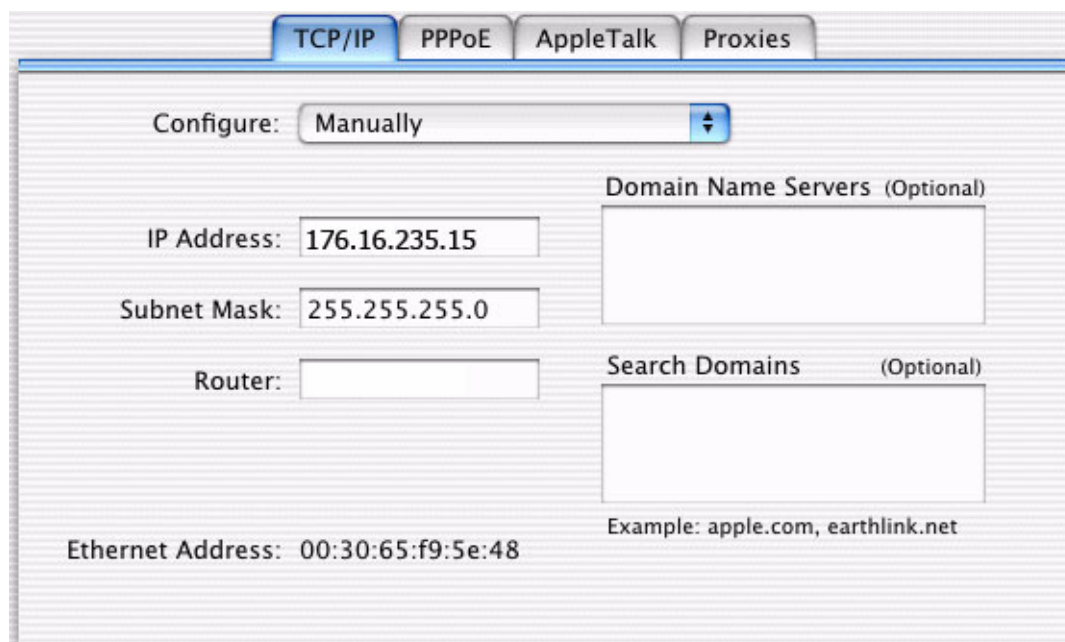 TCP/IP PPPoE AppleTalk Proxies
Configure: Manually
Domain Name Servers (Optional)
IP Address: 176.16.235.15
Subnet Mask: 255.255.255.0
Router:
Search Domains (Optional)
Example: apple.com, earthlink.net
Ethernet Address: 00:30:65:f9:5e:48